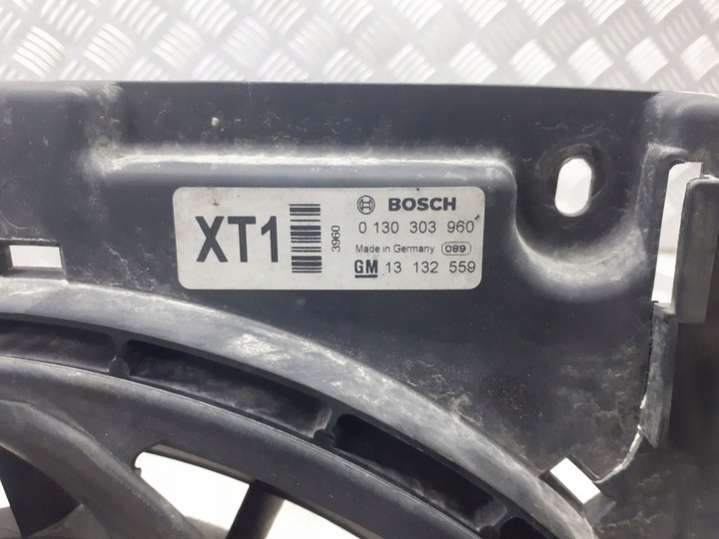 XT1
3960
BOSCH
0 130 303 960
Made in Germany 089
GM 13 132 559